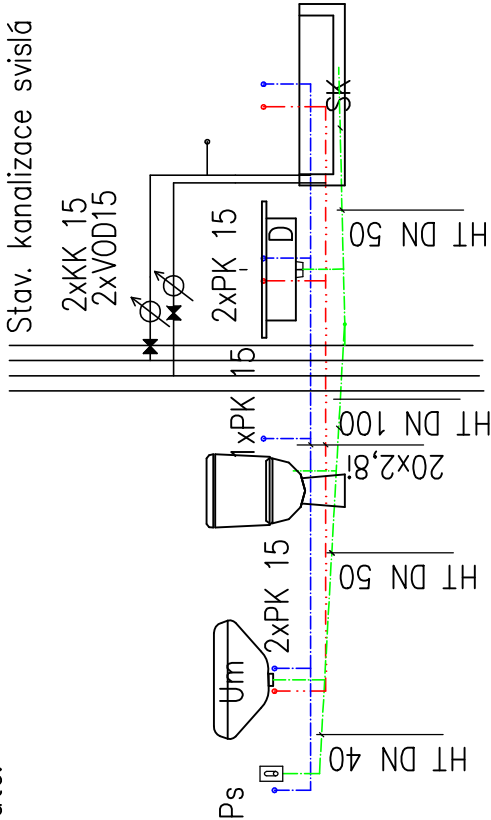 Stav. kanalizace svislá
2xKK 15
2xVOD15
2xPK 15
D
SK
HT DN 50
1xPK 15
HT DN 100
20x2,8i
2xPK 15
Um
HT DN 50
HT DN 40
Ps